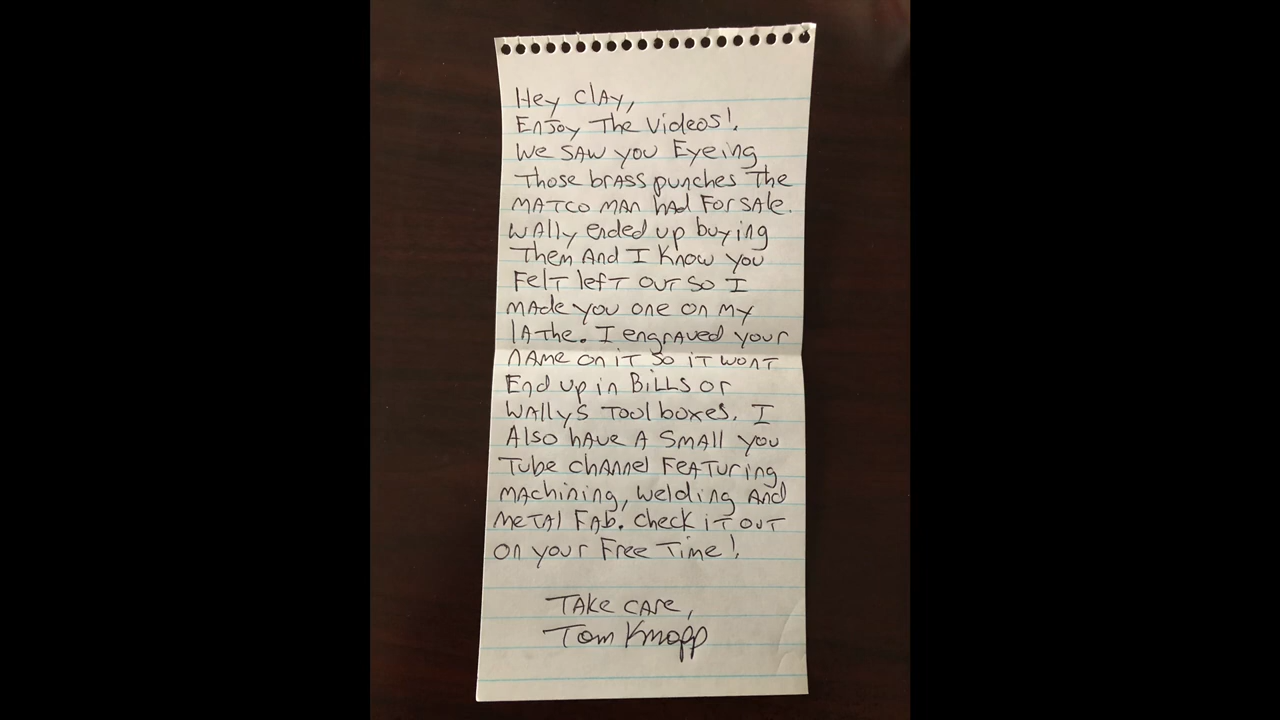 Hey Clay,
Enjoy The Videos!.
We saw you Eyeing
Those brass punches The
MATCO man had For sale.
Wally ended up buying
Them And I know you
Felt left out so I
made you one on my
lathe. I engraved your
name on it so it wont
End up in Bills or
Wallys Tool boxes. I
Also have A small you
Tube channel Featuring
machining, welding And
metal Fab. Check it out
on your Free Time!.
Take care,
Tom Knapp